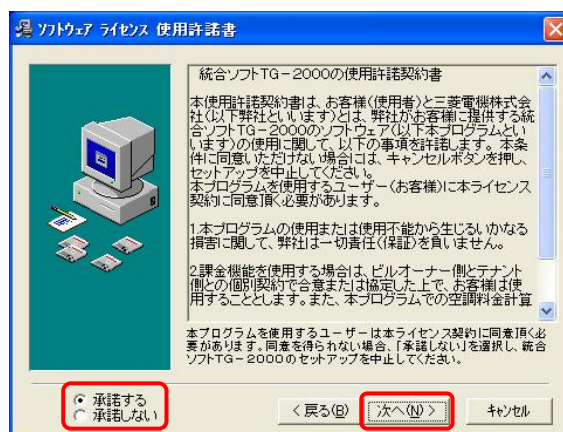 ソフトウェア ライセンス 使用許諾書
統合ソフトTG-2000の使用許諾契約書
本使用許諾契約書は、お客様(使用者)と三菱電機株式会
社(以下弊社といいます)とは、弊社がお客様に提供する統
合ソフトTG-2000のソフトウェア(以下本プログラムとい
います)の使用に関して、以下の事項を許諾します。本条
件に同意いただけない場合には、キャンセルボタンを押し、
セットアップを中止してください。
本プログラムを使用するユーザー(お客様)に本ライセンス
契約に同意頂く必要があります。
1.本プログラムの使用または使用不能から生じるいかなる
損害に関して、弊社は一切責任(保証)を負いません。
2.課金機能を使用する場合は、ビルオーナー側とテナント
側との個別契約で合意または協定した上で、お客様は使
用することとします。また、本プログラムでの空調料金計算
本プログラムを使用するユーザーは本ライセンス契約に同意頂く必
要があります。同意を得られない場合、「承諾しない」を選択し、統合
ソフトTG-2000のセットアップを中止してください。
承諾する
承諾しない
< 戻る(B)
次へ(N) >
キャンセル